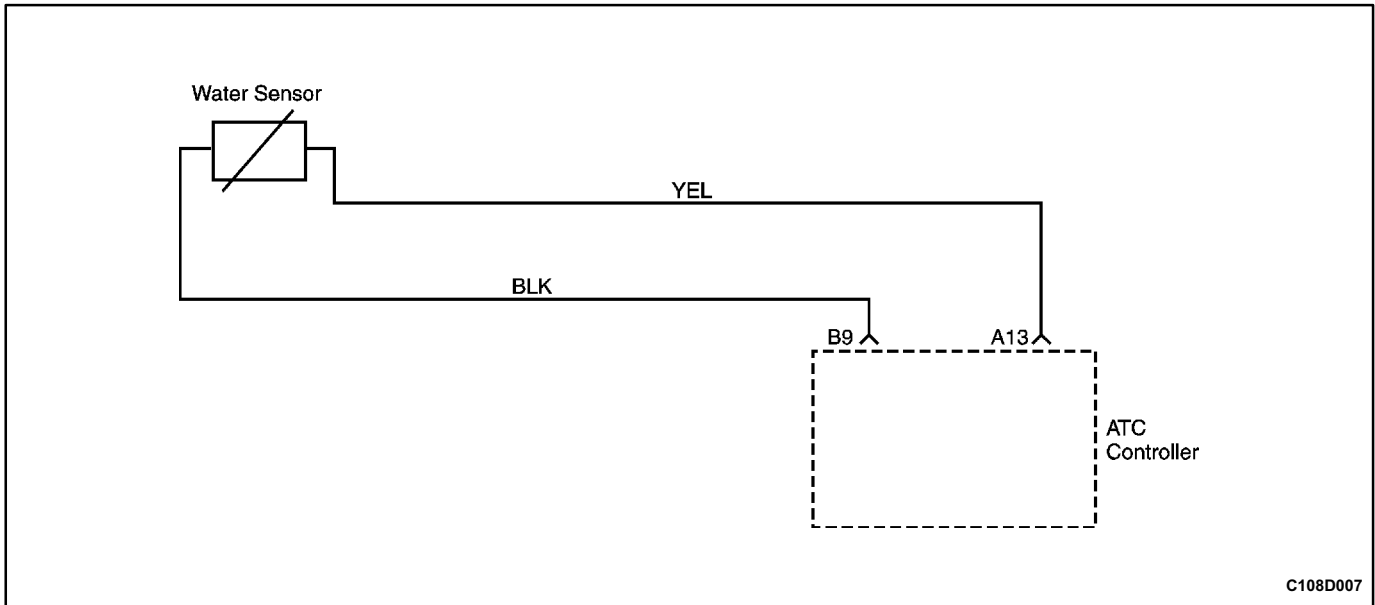 Water Sensor
YEL
BLK
B9
A13
ATC
Controller
C108D007